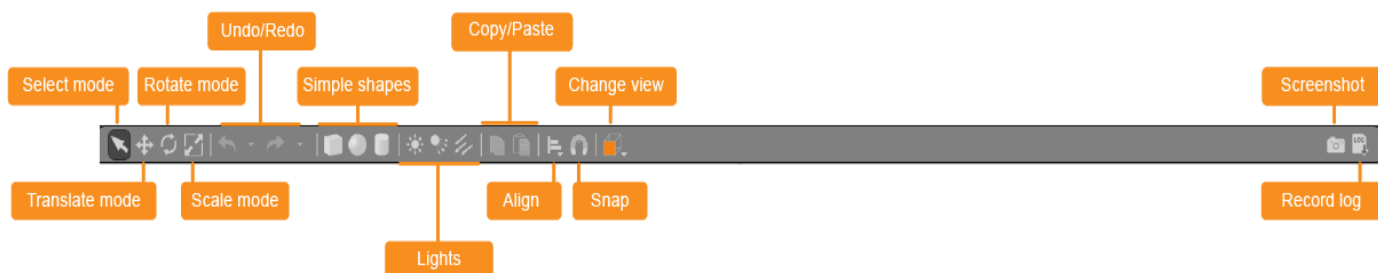 Undo/Redo
Copy/Paste
Select mode
Rotate mode
Simple shapes
Change view
Screenshot
LOG
Translate mode
Scale mode
Align
Snap
Record log
Lights